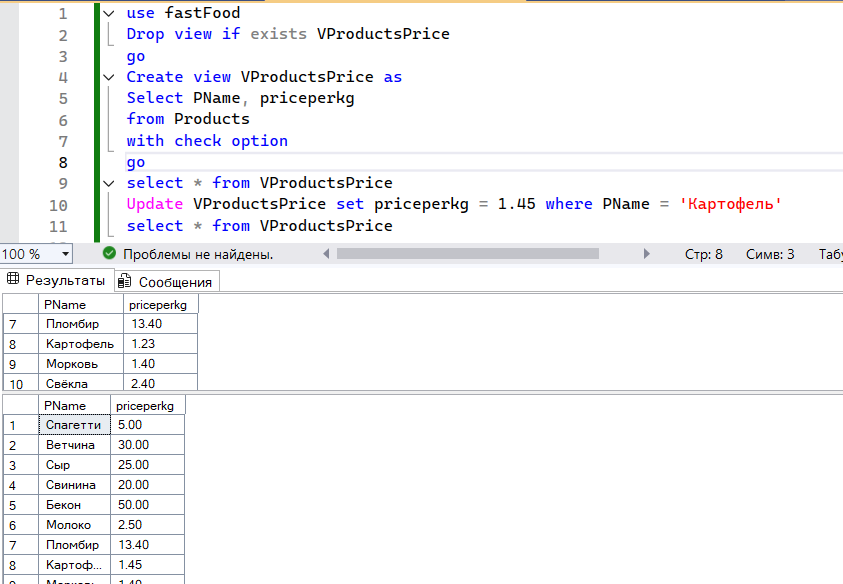 1 use fastFood
2 Drop view if exists VProductsPrice
3 go
4 Create view VProductsPrice as
5 Select PName, priceperkg
6 from Products
7 with check option
8 go
9 select * from VProductsPrice
10 Update VProductsPrice set priceperkg = 1.45 where PName = 'Картофель'
11 select * from VProductsPrice
100 % Проблемы не найдены. Стр: 8 Симв: 3
Результаты Сообщения
PName priceperkg
7 Пломбир 13.40
8 Картофель 1.23
9 Морковь 1.40
10 Свёкла 2.40
PName priceperkg
1 Спагетти 5.00
2 Ветчина 30.00
3 Сыр 25.00
4 Свинина 20.00
5 Бекон 50.00
6 Молоко 2.50
7 Пломбир 13.40
8 Картоф... 1.45